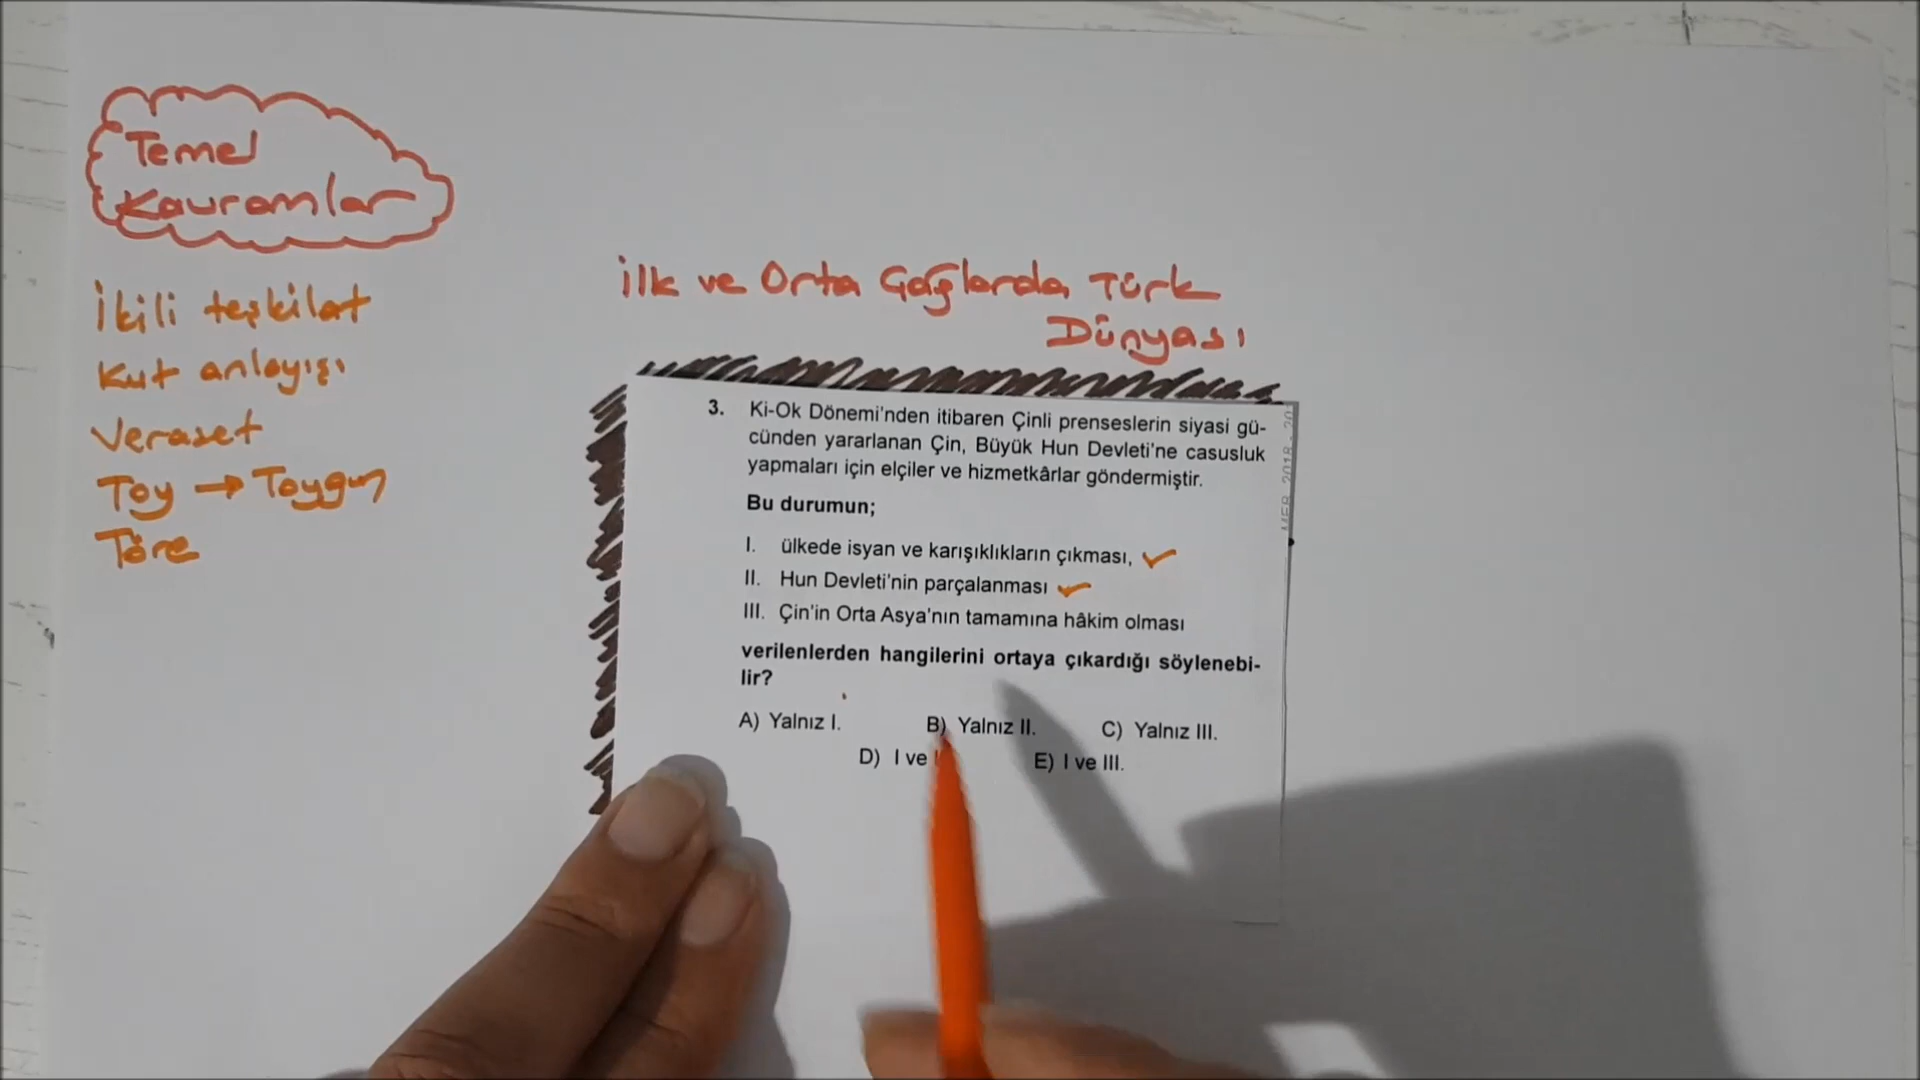 Temel
Kavramlar
İkili teşkilat
Kut anlayışı
Veraset
Toy → Toygun
Töre
İlk ve Orta Çağlarda Türk
Dünyası
3. Ki-Ok Dönemi'nden itibaren Çinli prenseslerin siyasi gü-
cünden yararlanan Çin, Büyük Hun Devleti'ne casusluk
yapmaları için elçiler ve hizmetkârlar göndermiştir.
Bu durumun;
I. ülkede isyan ve karışıklıkların çıkması,
II. Hun Devleti'nin parçalanması
III. Çin'in Orta Asya'nın tamamına hâkim olması
verilenlerden hangilerini ortaya çıkardığı söylenebi-
lir?
A) Yalnız I. B) Yalnız II. C) Yalnız III.
D) I ve E) I ve III.